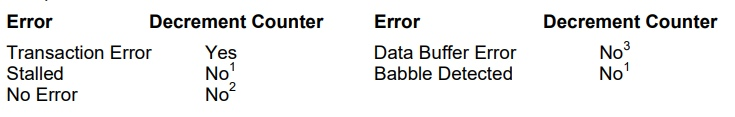 Error Decrement Counter Error Decrement Counter
Transaction Error Yes Data Buffer Error No³
Stalled No¹ Babble Detected No¹
No Error No²